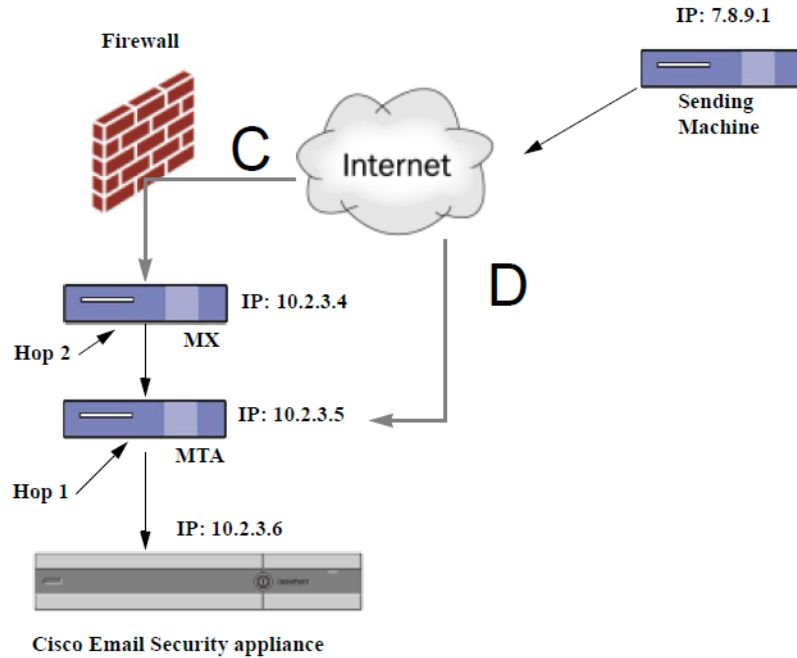 IP: 7.8.9.1
Firewall
Sending
Machine
C
Internet
D
IP: 10.2.3.4
MX
Hop 2
IP: 10.2.3.5
MTA
Hop 1
IP: 10.2.3.6
Cisco Email Security appliance